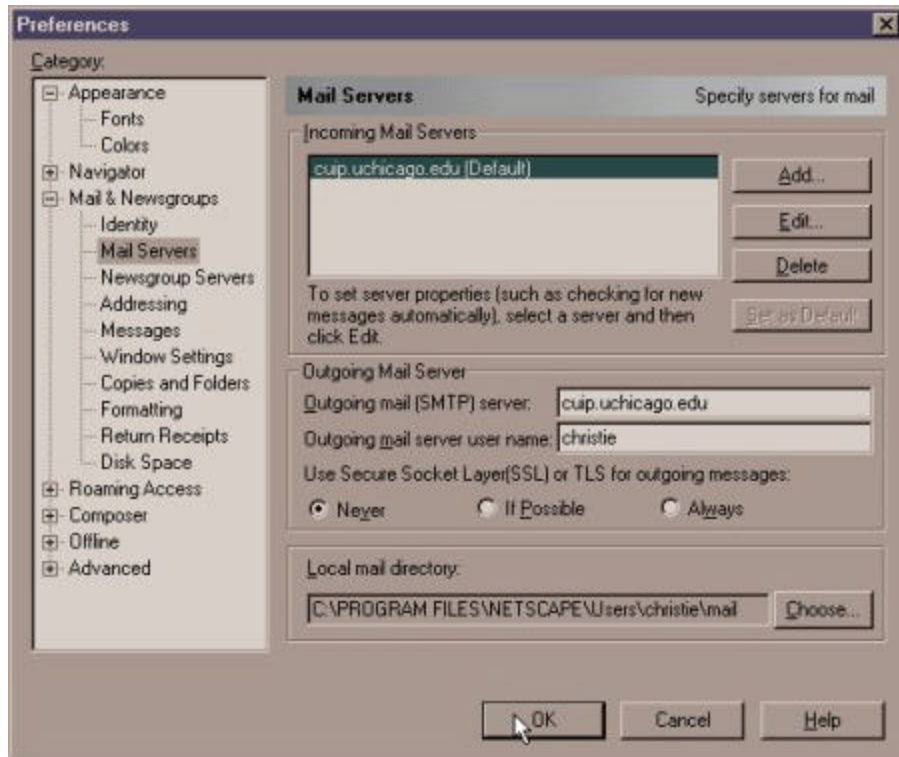 Preferences
Category:
Appearance
Fonts
Colors
Navigator
Mail & Newsgroups
Identity
Mail Servers
Newsgroup Servers
Addressing
Messages
Window Settings
Copies and Folders
Formatting
Return Receipts
Disk Space
Roaming Access
Composer
Offline
Advanced
Mail Servers Specify servers for mail
Incoming Mail Servers
cuip.uchicago.edu (Default)
Add...
Edit...
Delete
Set as Default
To set server properties (such as checking for new
messages automatically), select a server and then
click Edit.
Outgoing Mail Server
Outgoing mail (SMTP) server: cuip.uchicago.edu
Outgoing mail server user name: christie
Use Secure Socket Layer(SSL) or TLS for outgoing messages:
Never If Possible Always
Local mail directory:
C:\PROGRAM FILES\NETSCAPE\Users\christie\mail Choose...
OK Cancel Help